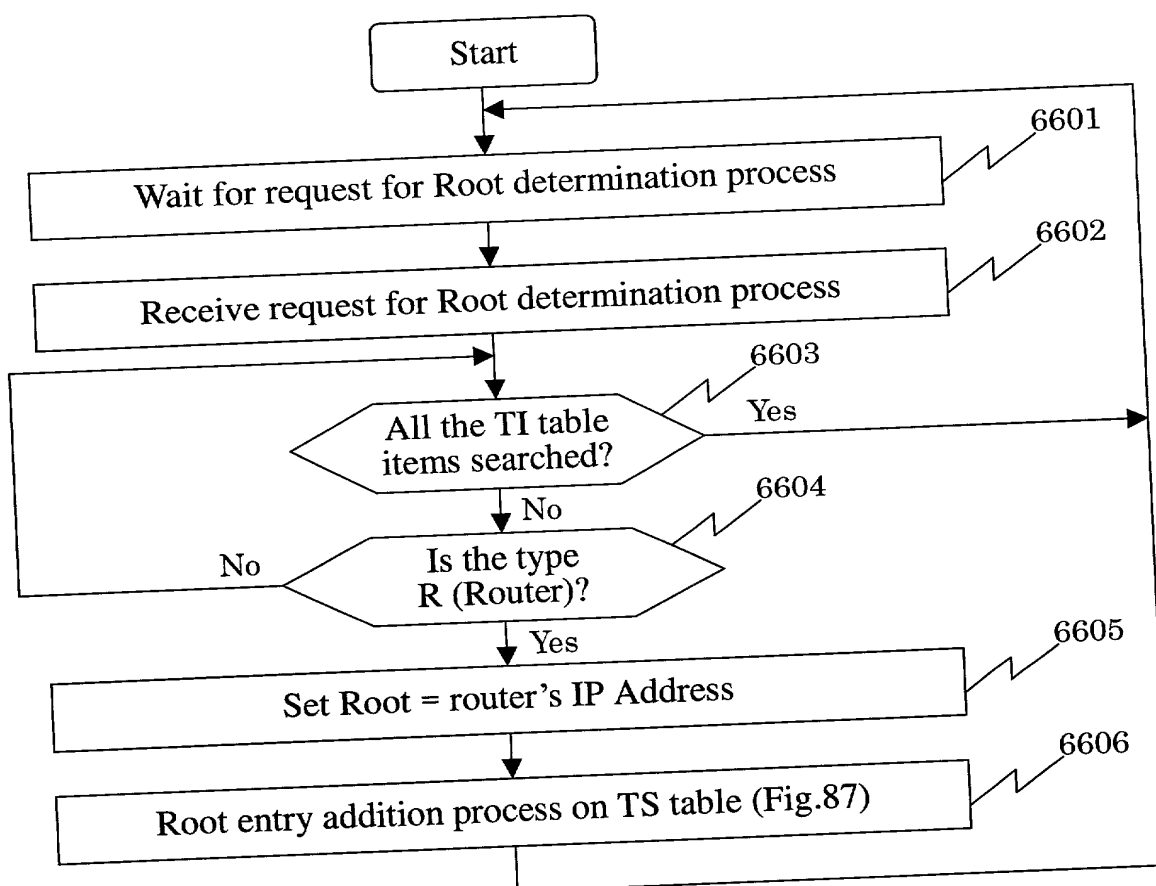 Start
6601
Wait for request for Root determination process
6602
Receive request for Root determination process
6603
All the TI table
items searched?
Yes
No
6604
Is the type
R (Router)?
No
Yes
6605
Set Root = router's IP Address
6606
Root entry addition process on TS table (Fig.87)